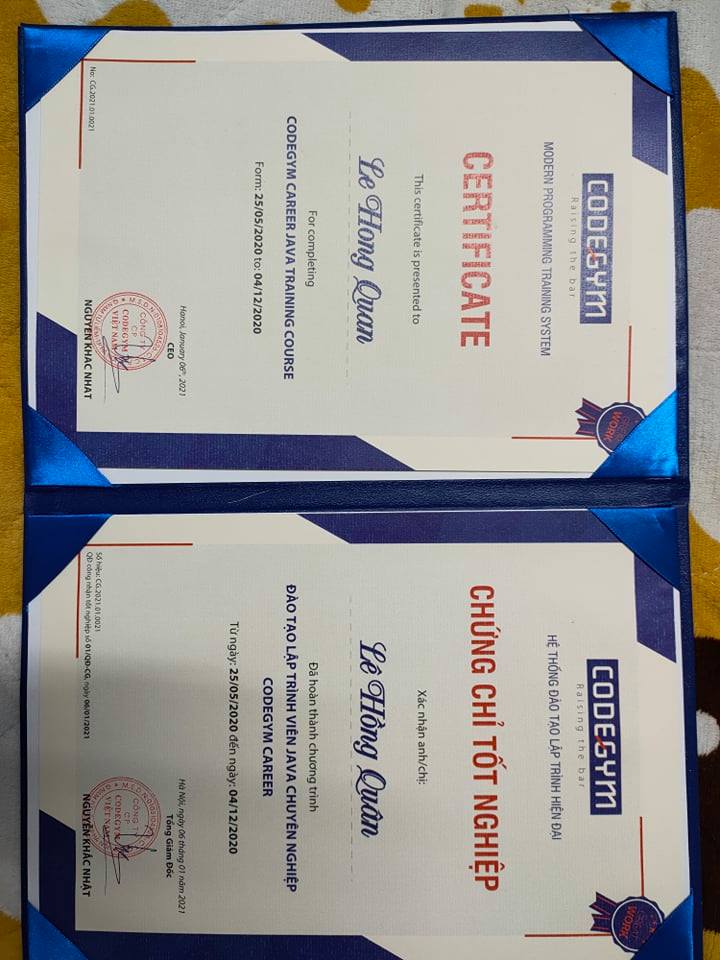 CODEGYM
Raising the bar
MODERN PROGRAMMING TRAINING SYSTEM
CERTIFICATE
This certificate is presented to
Le Hong Quan
For completing
CODEGYM CAREER JAVA TRAINING COURSE
Form: 25/05/2020 to: 04/12/2020
Hanoi, January 06th, 2021
CEO
CÔNG TY
CP
CODEGYM
VIỆT NAM
NGUYEN KHAC NHAT
No: CG.2021.01.0021
WORK
CODEGYM
Raising the bar
HỆ THỐNG ĐÀO TẠO LẬP TRÌNH HIỆN ĐẠI
CHỨNG CHỈ TỐT NGHIỆP
Xác nhận anh/chị:
Lê Hồng Quân
Đã hoàn thành chương trình
ĐÀO TẠO LẬP TRÌNH VIÊN JAVA CHUYÊN NGHIỆP
CODEGYM CAREER
Từ ngày: 25/05/2020 đến ngày: 04/12/2020
Hà Nội, ngày 06 tháng 01 năm 2021
Tổng Giám Đốc
CÔNG TY
CP
CODEGYM
VIỆT NAM
NGUYỄN KHẮC NHẬT
Số hiệu: CG.2021.01.0021
QĐ công nhận tốt nghiệp số 01/QĐ-CG, ngày 06/01/2021
WORK